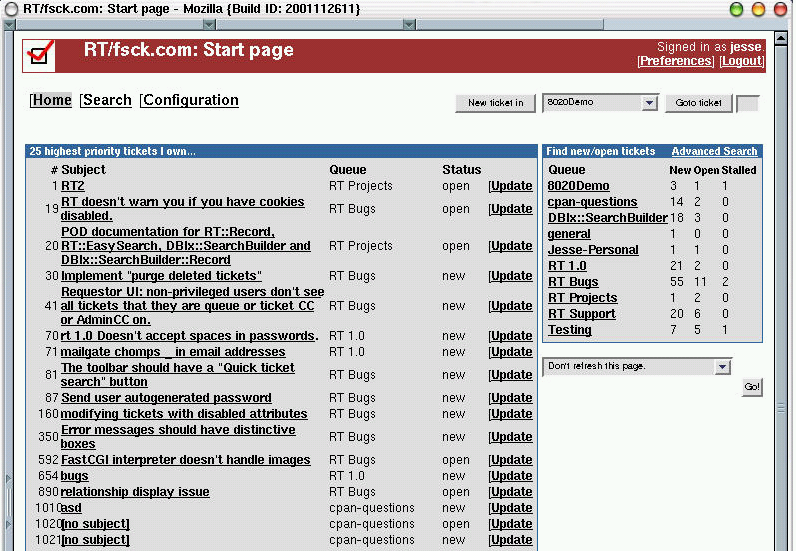 RT/fsck.com: Start page - Mozilla {Build ID: 2001112611}
RT/fsck.com: Start page
Signed in as jesse.
[Preferences] [Logout]
[Home [Search [Configuration
New ticket in 8020Demo Goto ticket
25 highest priority tickets I own...
# Subject Queue Status
1 RT2 RT Projects open [Update
19 RT doesn't warn you if you have cookies disabled. RT Bugs open [Update
20 POD documentation for RT::Record, RT::EasySearch, DBIx::SearchBuilder and DBIx::SearchBuilder::Record RT Projects open [Update
30 Implement "purge deleted tickets" RT Bugs new [Update
41 Requestor UI: non-privileged users don't see all tickets that they are queue or ticket CC or AdminCC on. RT Bugs new [Update
70 rt 1.0 Doesn't accept spaces in passwords. RT 1.0 new [Update
71 mailgate chomps _ in email addresses RT 1.0 new [Update
81 The toolbar should have a "Quick ticket search" button RT Bugs new [Update
87 Send user autogenerated password RT Bugs new [Update
160 modifying tickets with disabled attributes RT Bugs new [Update
350 Error messages should have distinctive boxes RT Bugs new [Update
592 FastCGI interpreter doesn't handle images RT Bugs open [Update
654 bugs RT 1.0 new [Update
890 relationship display issue RT Bugs open [Update
1010 asd cpan-questions new [Update
1020 [no subject] cpan-questions open [Update
1021 [no subject] cpan-questions new [Update
Find new/open tickets Advanced Search
Queue New Open Stalled
8020Demo 3 1 1
cpan-questions 14 2 0
DBIx::SearchBuilder 18 3 0
general 1 0 0
Jesse-Personal 1 1 0
RT 1.0 21 2 0
RT Bugs 55 11 2
RT Projects 1 2 0
RT Support 20 6 0
Testing 7 5 1
Don't refresh this page.
Go!